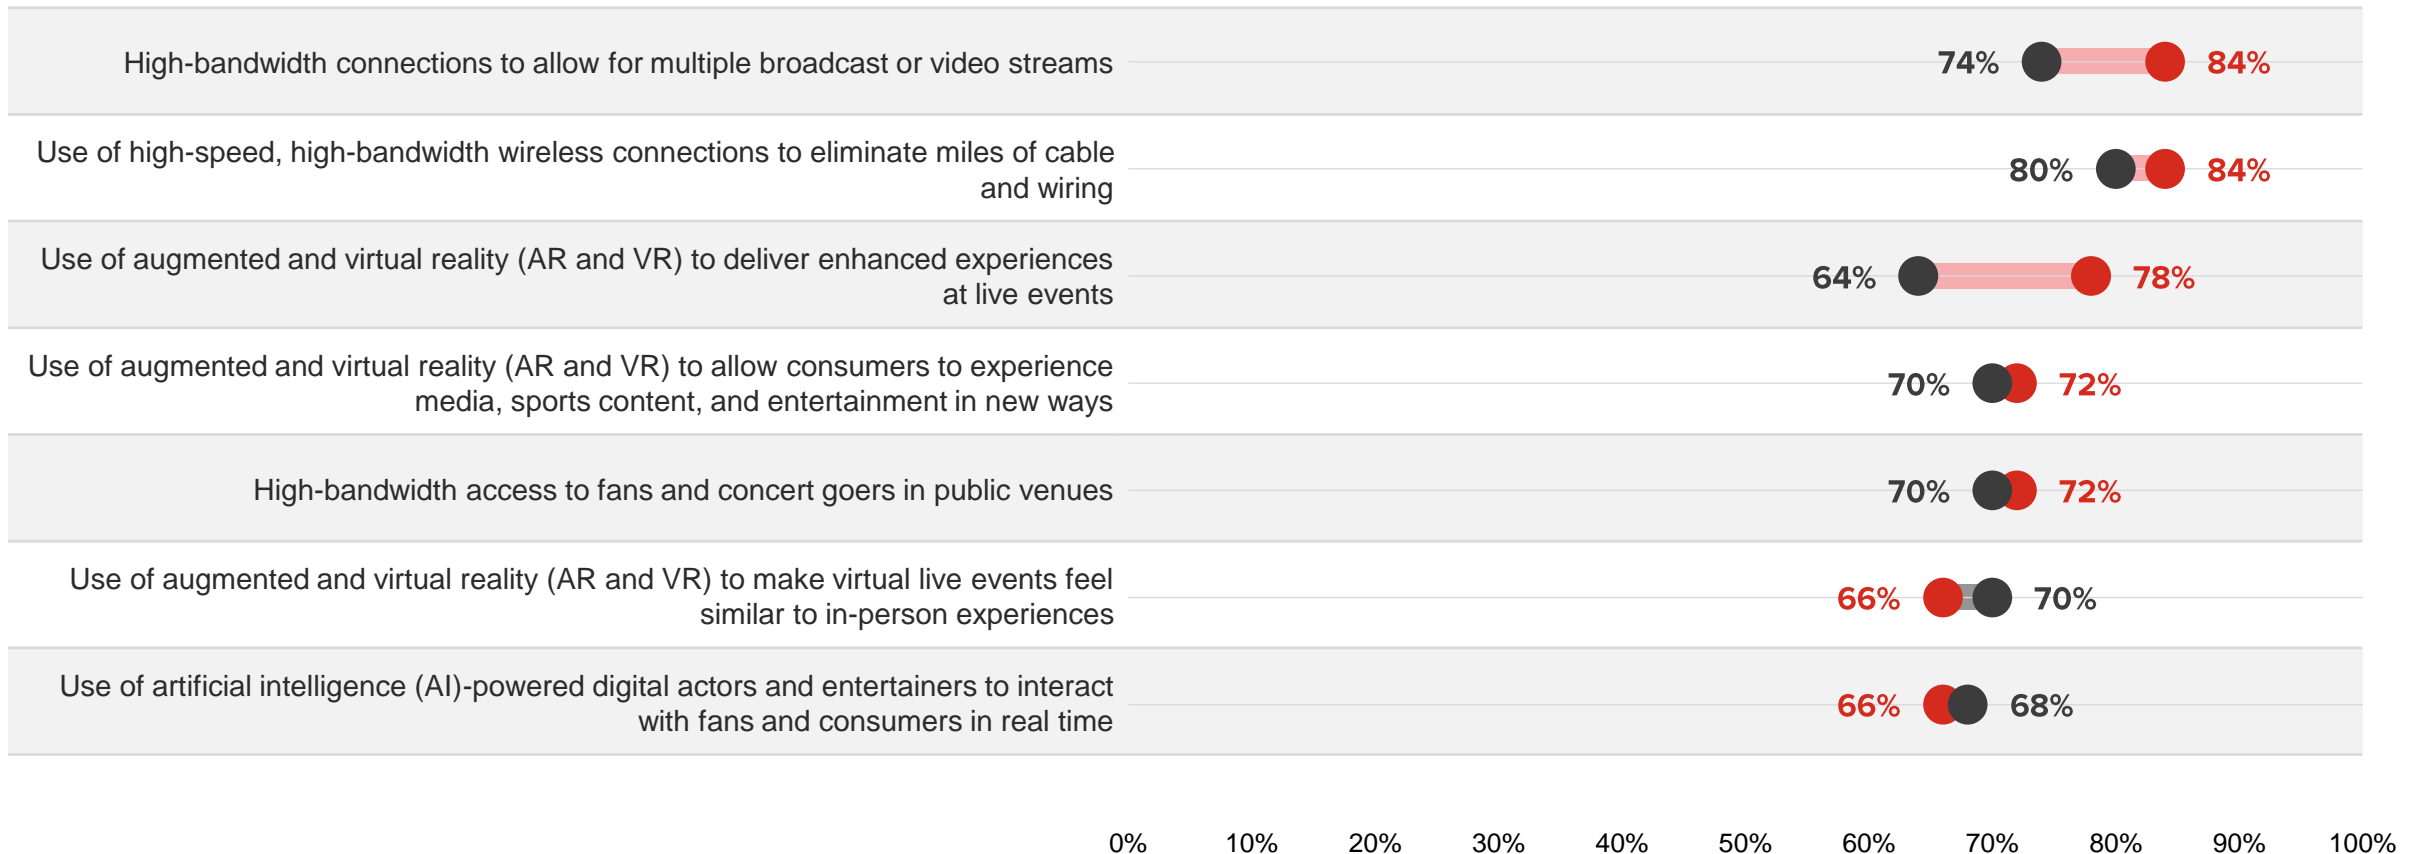 High-bandwidth connections to allow for multiple broadcast or video streams
74% 84%
Use of high-speed, high-bandwidth wireless connections to eliminate miles of cable
and wiring
80% 84%
Use of augmented and virtual reality (AR and VR) to deliver enhanced experiences
at live events
64% 78%
Use of augmented and virtual reality (AR and VR) to allow consumers to experience
media, sports content, and entertainment in new ways
70% 72%
High-bandwidth access to fans and concert goers in public venues
70% 72%
Use of augmented and virtual reality (AR and VR) to make virtual live events feel
similar to in-person experiences
66% 70%
Use of artificial intelligence (AI)-powered digital actors and entertainers to interact
with fans and consumers in real time
66% 68%
0% 10% 20% 30% 40% 50% 60% 70% 80% 90% 100%